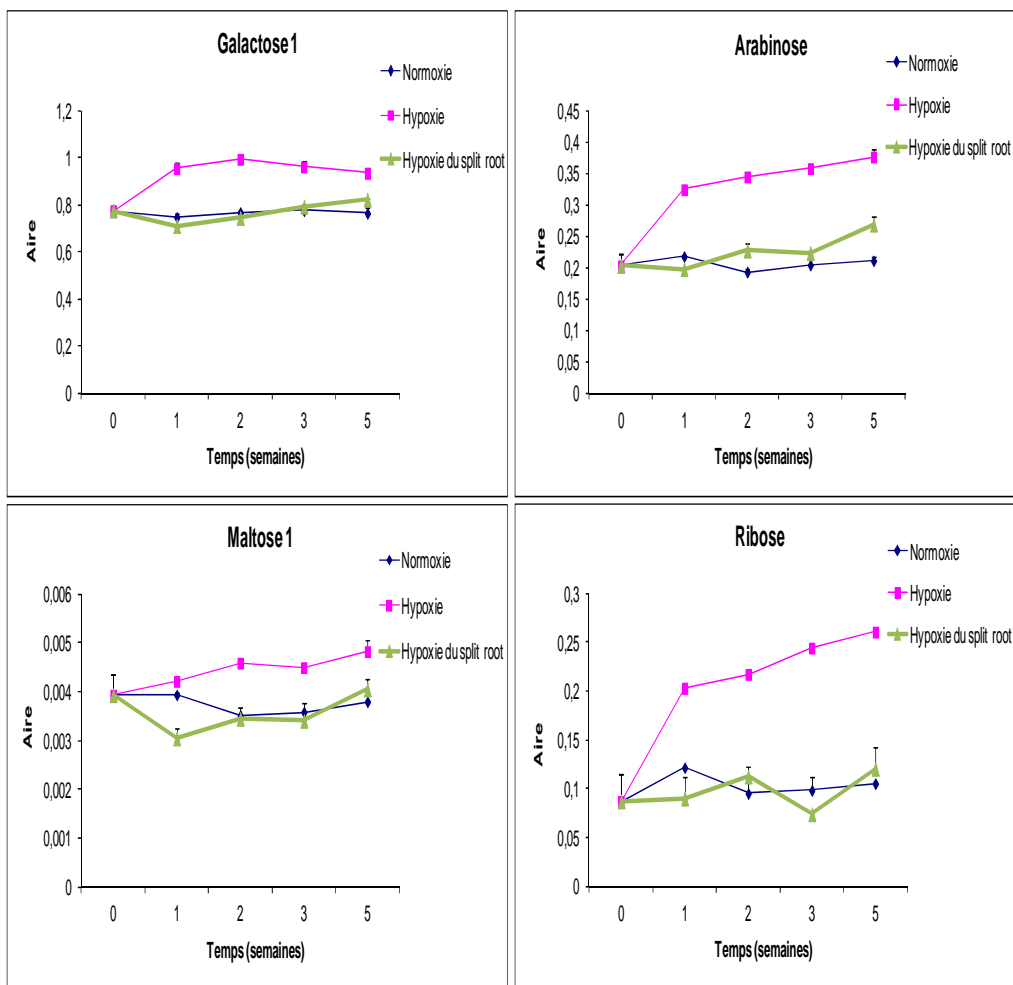 Galactose 1
Normoxie
Hypoxie
Hypoxie du split root
1,2
1
0,8
0,6
0,4
0,2
0
Aire
0 1 2 3 5
Temps (semaines)
Arabinose
Normoxie
Hypoxie
Hypoxie du split root
0,45
0,4
0,35
0,3
0,25
0,2
0,15
0,1
0,05
0
Aire
0 1 2 3 5
Temps (semaines)
Maltose 1
Normoxie
Hypoxie
Hypoxie du split root
0,006
0,005
0,004
0,003
0,002
0,001
0
Aire
0 1 2 3 5
Temps (semaines)
Ribose
Normoxie
Hypoxie
Hypoxie du split root
0,3
0,25
0,2
0,15
0,1
0,05
0
Aire
0 1 2 3 5
Temps (semaines)